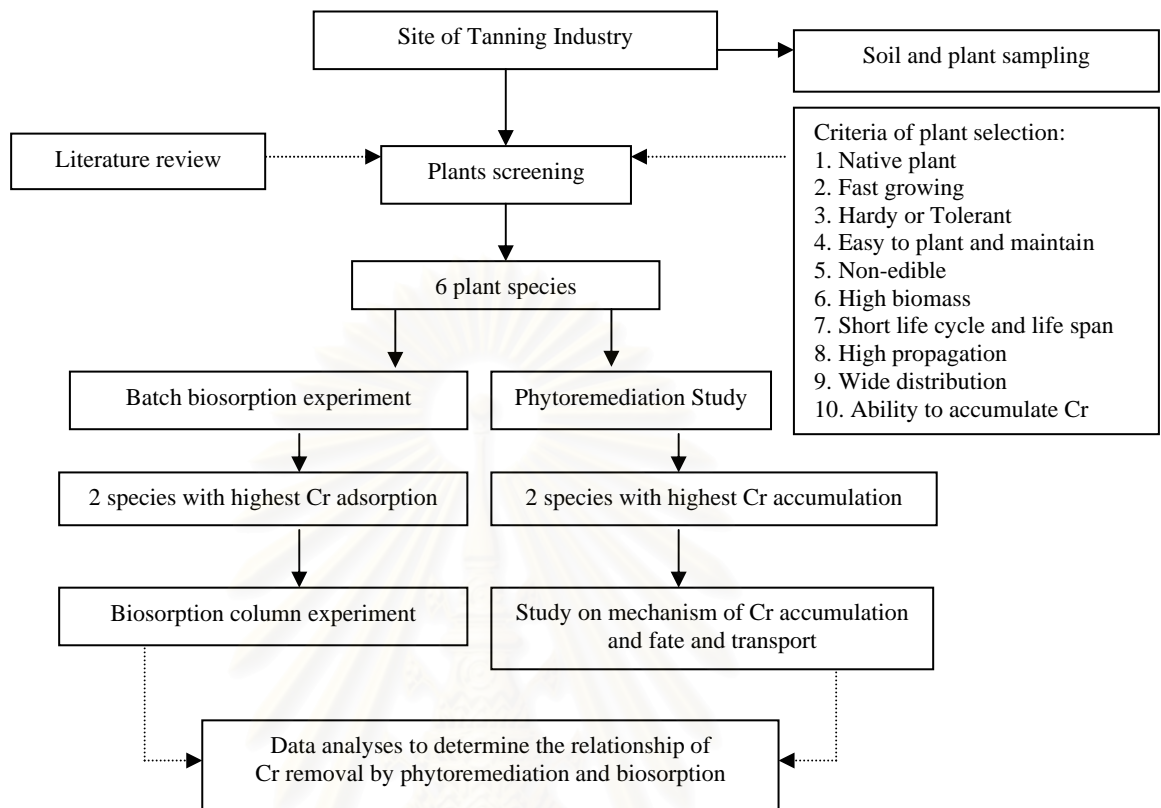 Site of Tanning Industry
Soil and plant sampling
Literature review
Plants screening
Criteria of plant selection:
1. Native plant
2. Fast growing
3. Hardy or Tolerant
4. Easy to plant and maintain
5. Non-edible
6. High biomass
7. Short life cycle and life span
8. High propagation
9. Wide distribution
10. Ability to accumulate Cr
6 plant species
Batch biosorption experiment
Phytoremediation Study
2 species with highest Cr adsorption
2 species with highest Cr accumulation
Biosorption column experiment
Study on mechanism of Cr accumulation
and fate and transport
Data analyses to determine the relationship of
Cr removal by phytoremediation and biosorption